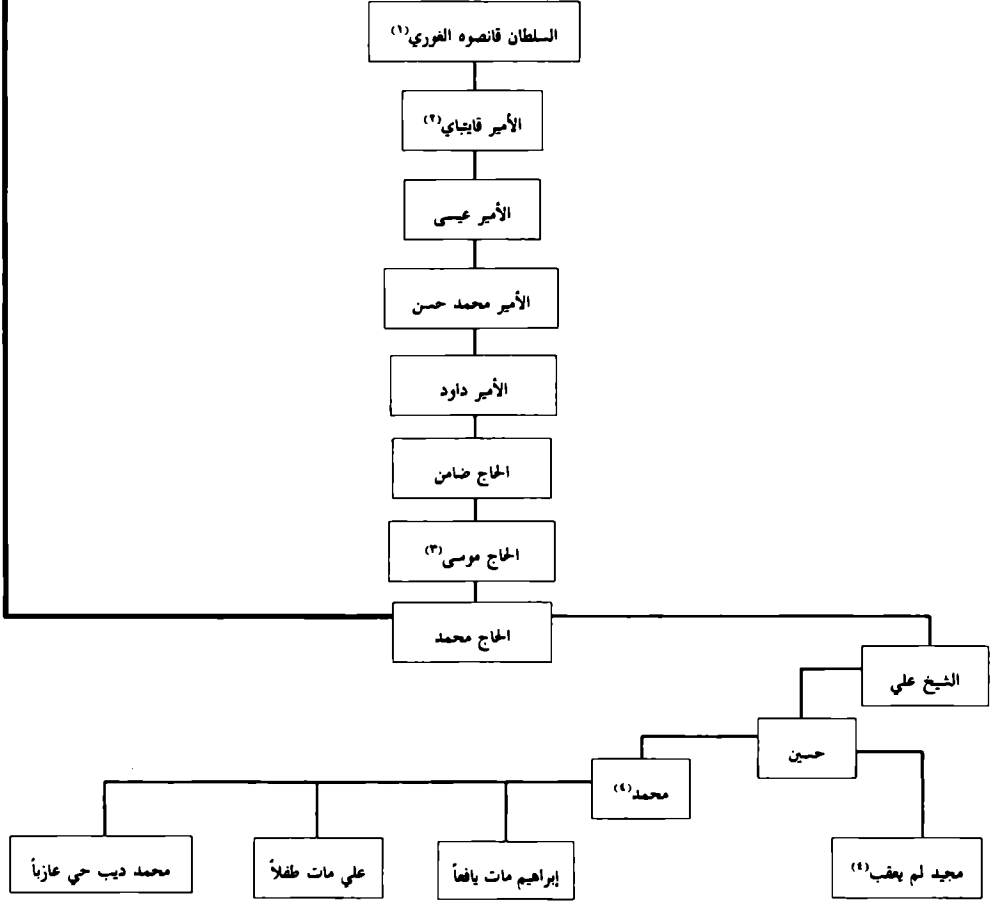 السلطان قانصوه الغوري(١)
الأمير قايتباي(٢)
الأمير عيسى
الأمير محمد حسن
الأمير داود
الحاج ضامن
الحاج موسى(٣)
الحاج محمد
الشيخ علي
حسين
محمد(٤)
مجيد لم يعقب(٤)
إبراهيم مات يافعاً
علي مات طفلاً
محمد ديب حي عازباً